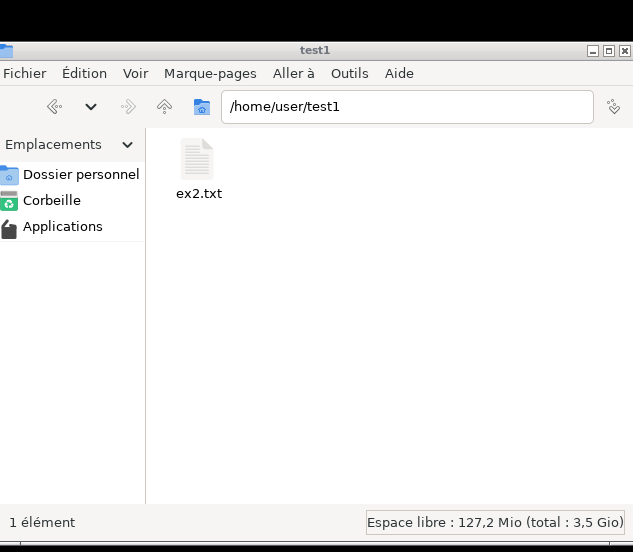 test1
Fichier Édition Voir Marque-pages Aller à Outils Aide
/home/user/test1
Emplacements
Dossier personnel
Corbeille
Applications
ex2.txt
1 élément
Espace libre : 127,2 Mio (total : 3,5 Gio)